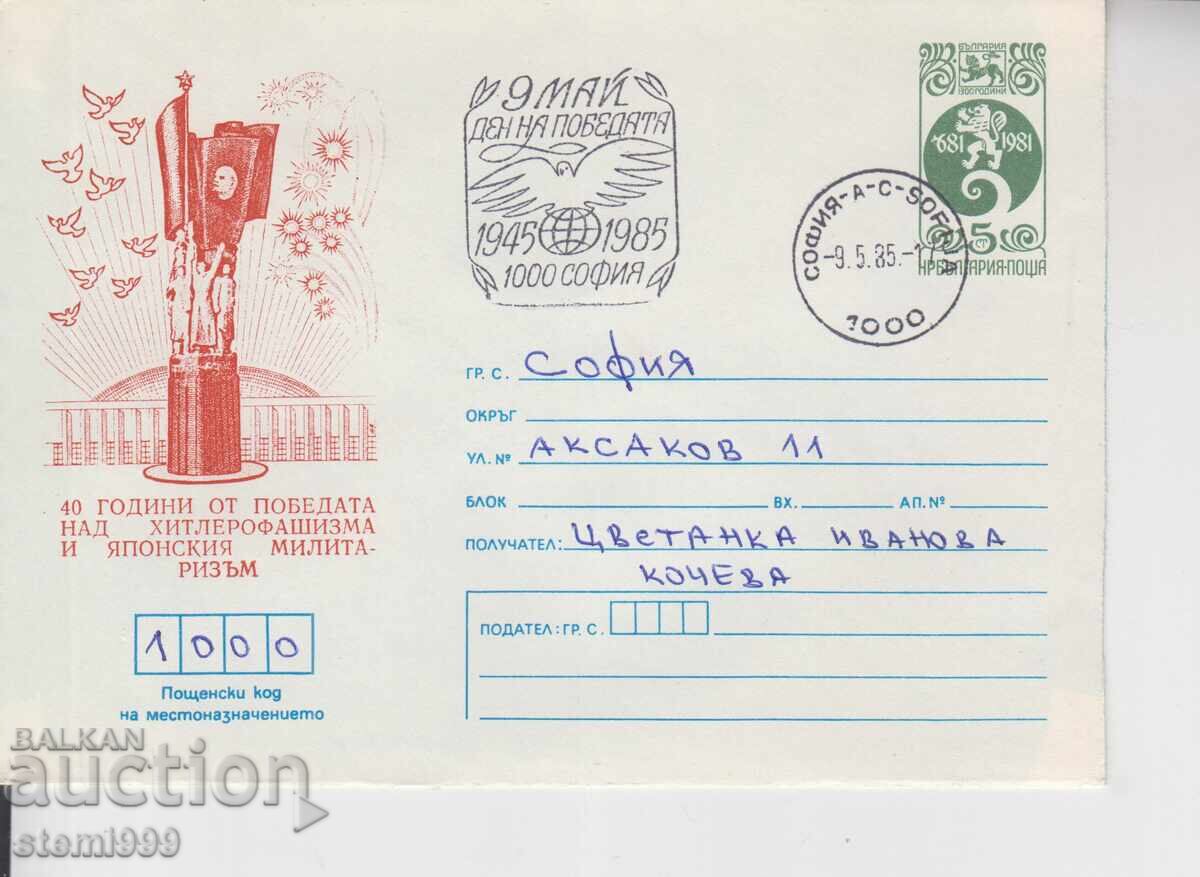 9 МАЙ
ДЕН НА ПОБЕДАТА
1945 1985
1000 СОФИЯ
БЪЛГАРИЯ
1300 ГОДИНИ
681 1981
5
НРБЪЛГАРИЯ·ПОЩА
СОФИЯ-А-С-SOFIA
-9.5.85.-17
1000
40 ГОДИНИ ОТ ПОБЕДАТА
НАД ХИТЛЕРОФАШИЗМА
И ЯПОНСКИЯ МИЛИТА-
РИЗЪМ
ГР. С. София
ОКРЪГ
УЛ. № АКСАКОВ 11
БЛОК ВХ. АП. №
ПОЛУЧАТЕЛ: ЦВЕТАНКА ИВАНОВА
КОЧЕВА
ПОДАТЕЛ: ГР. С.
1000
Пощенски код
на местоназначението
BALKAN
auction
stemi999